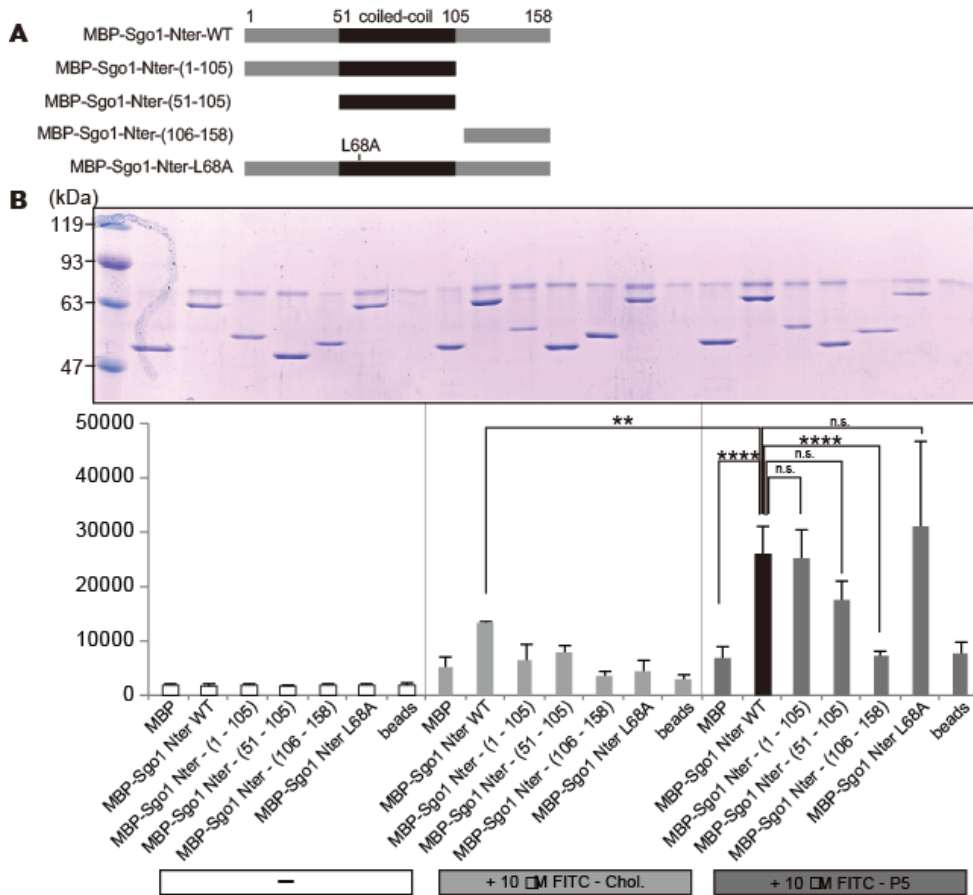 A
1 51 coiled-coil 105 158
MBP-Sgo1-Nter-WT
MBP-Sgo1-Nter-(1-105)
MBP-Sgo1-Nter-(51-105)
MBP-Sgo1-Nter-(106-158)
L68A
MBP-Sgo1-Nter-L68A
B (kDa)
119
93
63
47
50000
40000
30000
20000
10000
0
**
n.s.
****
****
n.s.
n.s.
MBP
MBP-Sgo1 Nter WT
MBP-Sgo1 Nter - (1 - 105)
MBP-Sgo1 Nter - (51 - 105)
MBP-Sgo1 Nter - (106 - 158)
MBP-Sgo1 Nter L68A
beads
MBP
MBP-Sgo1 Nter WT
MBP-Sgo1 Nter - (1 - 105)
MBP-Sgo1 Nter - (51 - 105)
MBP-Sgo1 Nter - (106 - 158)
MBP-Sgo1 Nter L68A
beads
MBP
MBP-Sgo1 Nter WT
MBP-Sgo1 Nter - (1 - 105)
MBP-Sgo1 Nter - (51 - 105)
MBP-Sgo1 Nter - (106 - 158)
MBP-Sgo1 Nter L68A
beads
−
+ 10 □M FITC - Chol.
+ 10 □M FITC - P5